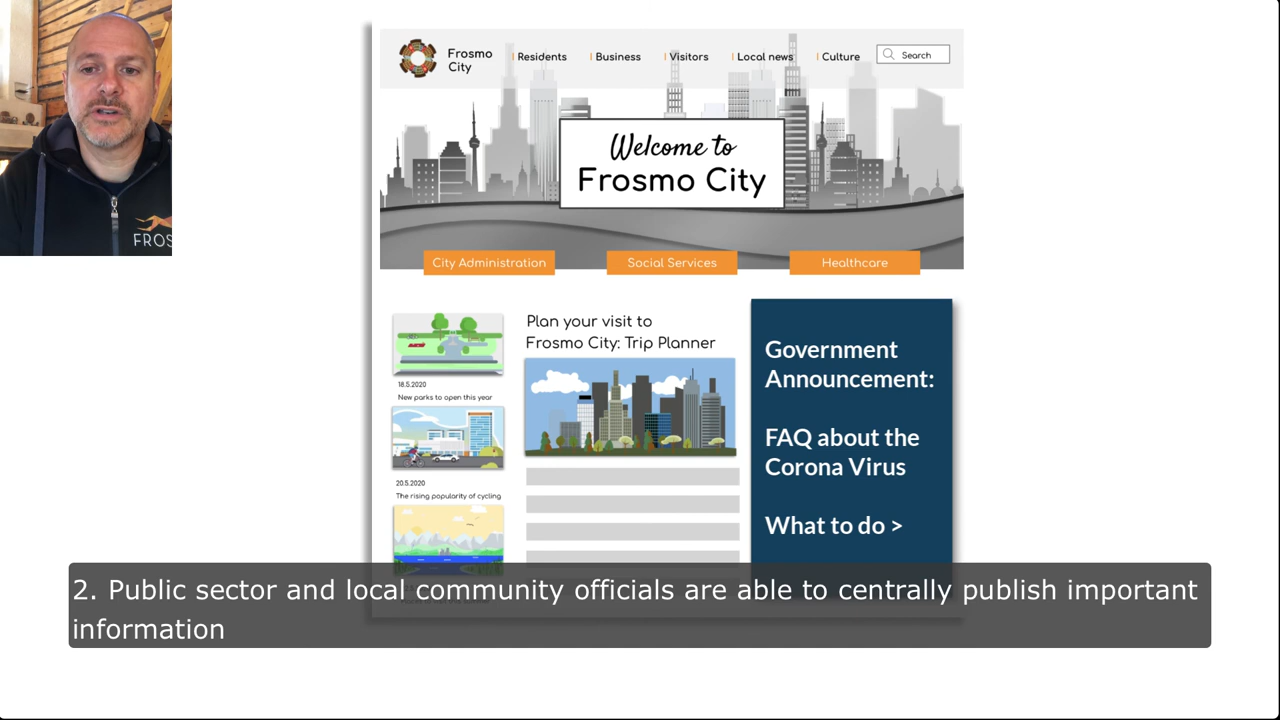 FROS
Frosmo
City
Residents
Business
Visitors
Local news
Culture
Search
Welcome to
Frosmo City
City Administration
Social Services
Healthcare
18.5.2020
New parks to open this year
20.5.2020
The rising popularity of cycling
Plan your visit to
Frosmo City: Trip Planner
Government
Announcement:
FAQ about the
Corona Virus
What to do >
2. Public sector and local community officials are able to centrally publish important
information